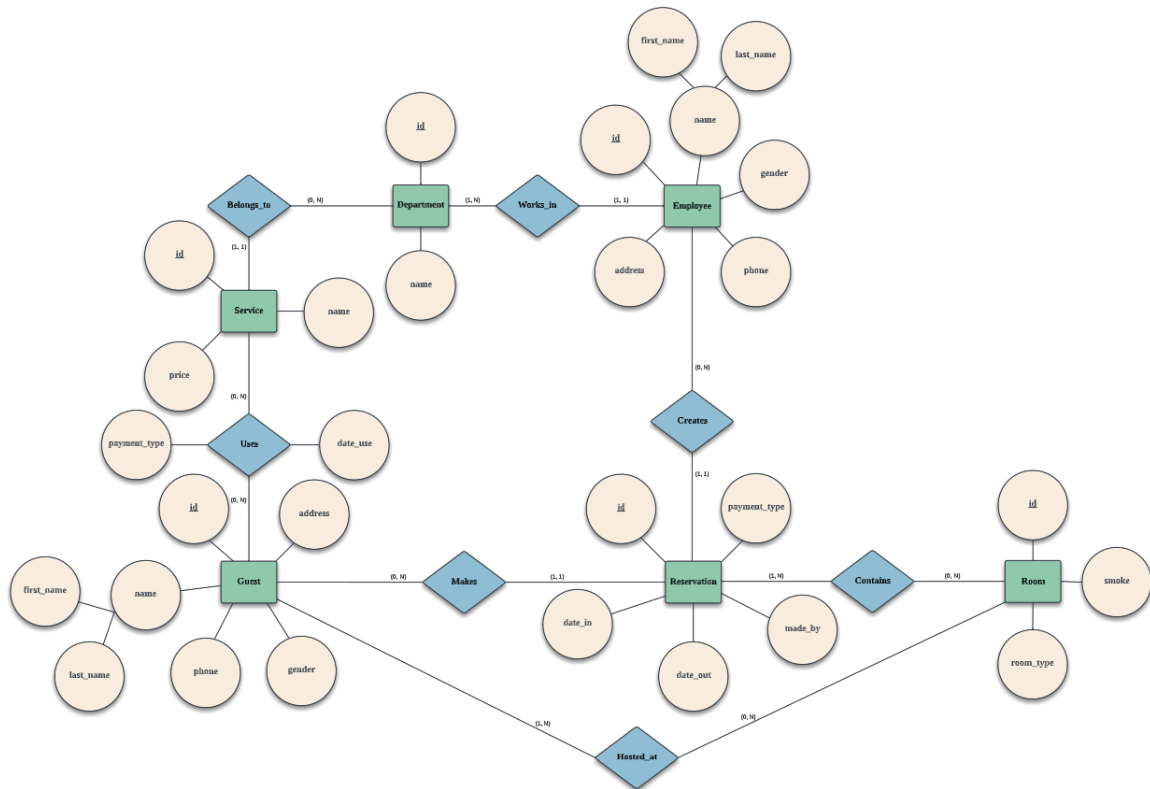 first_name
last_name
name
id
id
gender
Belongs_to
(0, N)
Department
(1, N)
Works_in
(1, 1)
Employee
(1, 1)
id
address
phone
name
Service
name
price
(0, N)
(0, N)
Creates
payment_type
Uses
date_use
(1, 1)
(0, N)
id
address
id
payment_type
id
Guest
(0, N)
Makes
(1, 1)
Reservation
(1, N)
Contains
(0, N)
Room
smoke
first_name
name
date_in
made_by
last_name
phone
gender
date_out
room_type
(1, N)
(0, N)
Hosted_at